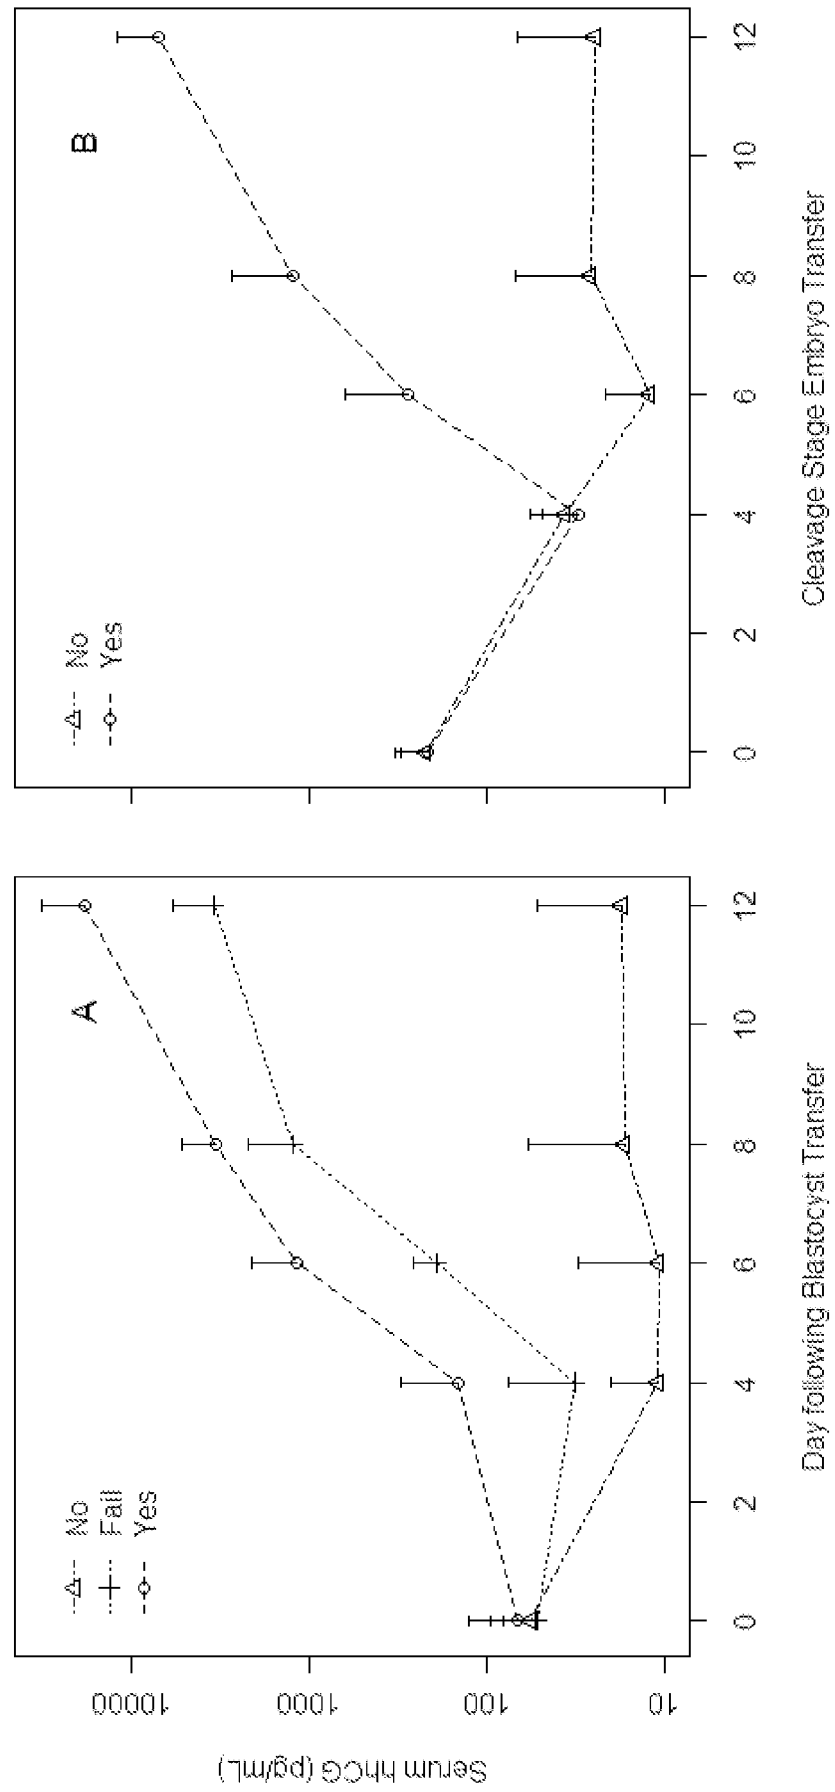 A
No
Fail
Yes
10000
1000
100
10
Serum hhCG (pg/mL)
0 2 4 6 8 10 12
Day following Blastocyst Transfer
B
No
Yes
0 2 4 6 8 10 12
Cleavage Stage Embryo Transfer